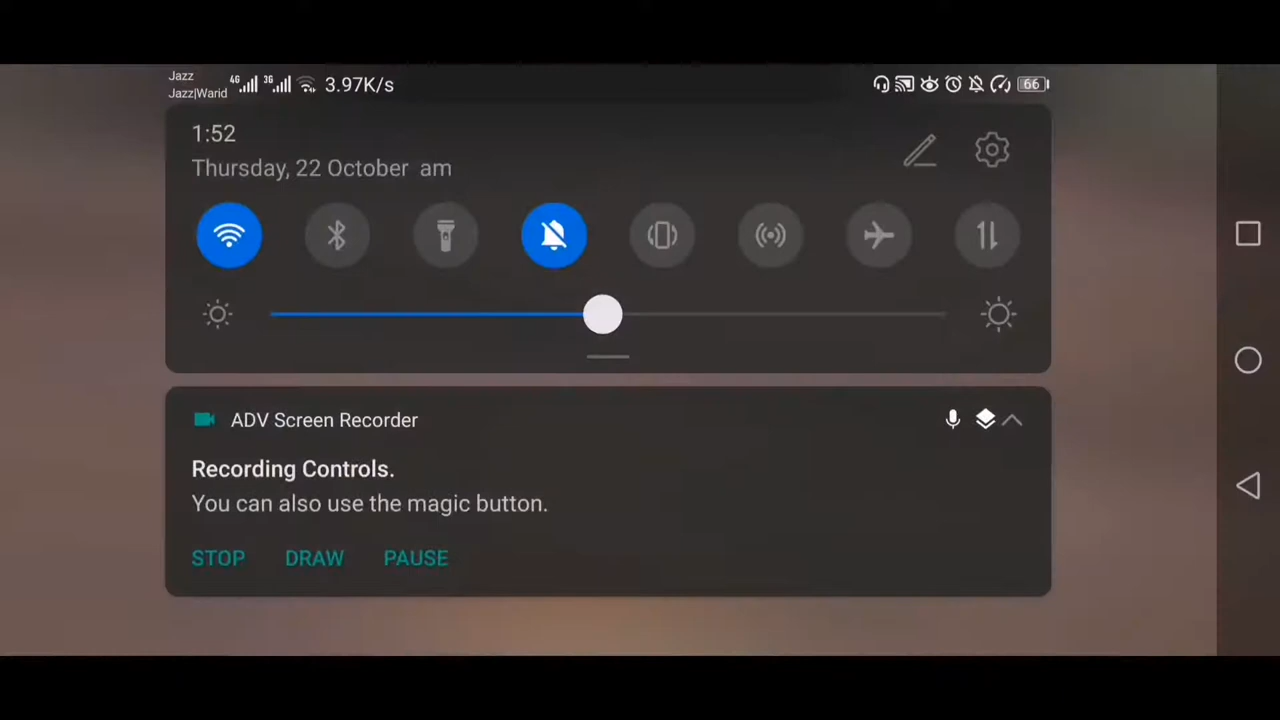 Jazz
Jazz|Warid
4G 3G 3.97K/s
66
1:52
Thursday, 22 October am
ADV Screen Recorder
Recording Controls.
You can also use the magic button.
STOP DRAW PAUSE